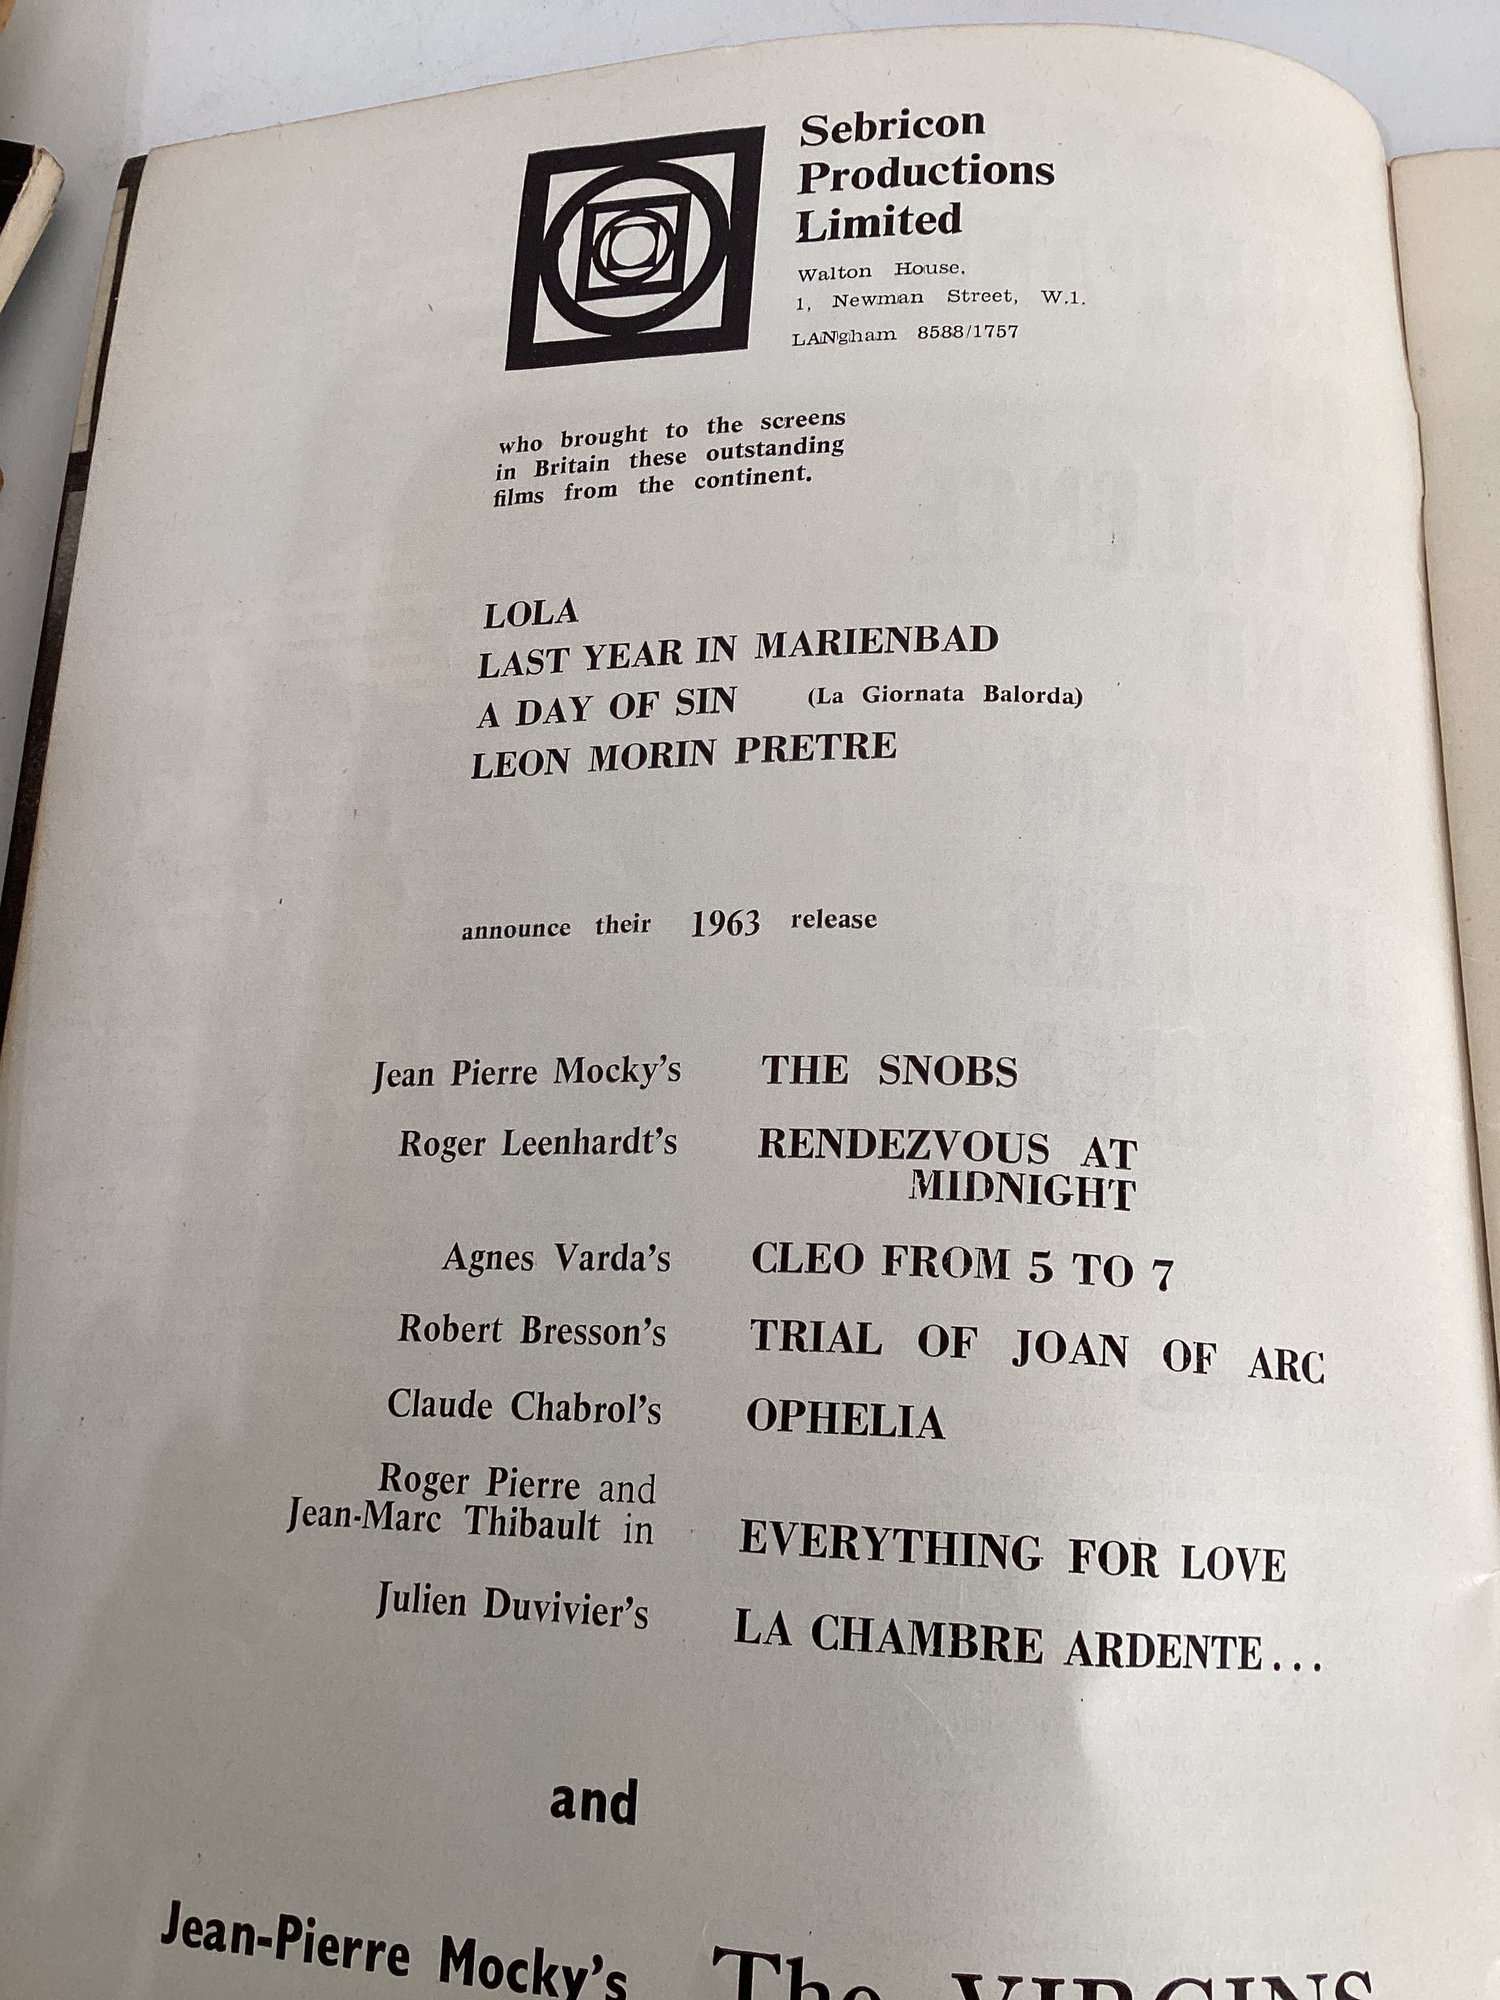 Sebricon
Productions
Limited
Walton House,
1, Newman Street, W.1.
LANgham 8588/1757
who brought to the screens
in Britain these outstanding
films from the continent.
LOLA
LAST YEAR IN MARIENBAD
A DAY OF SIN (La Giornata Balorda)
LEON MORIN PRETRE
announce their 1963 release
Jean Pierre Mocky's THE SNOBS
Roger Leenhardt's RENDEZVOUS AT
MIDNIGHT
Agnes Varda's CLEO FROM 5 TO 7
Robert Bresson's TRIAL OF JOAN OF ARC
Claude Chabrol's OPHELIA
Roger Pierre and
Jean-Marc Thibault in EVERYTHING FOR LOVE
Julien Duvivier's LA CHAMBRE ARDENTE...
and
Jean-Pierre Mocky's The VIRGINS